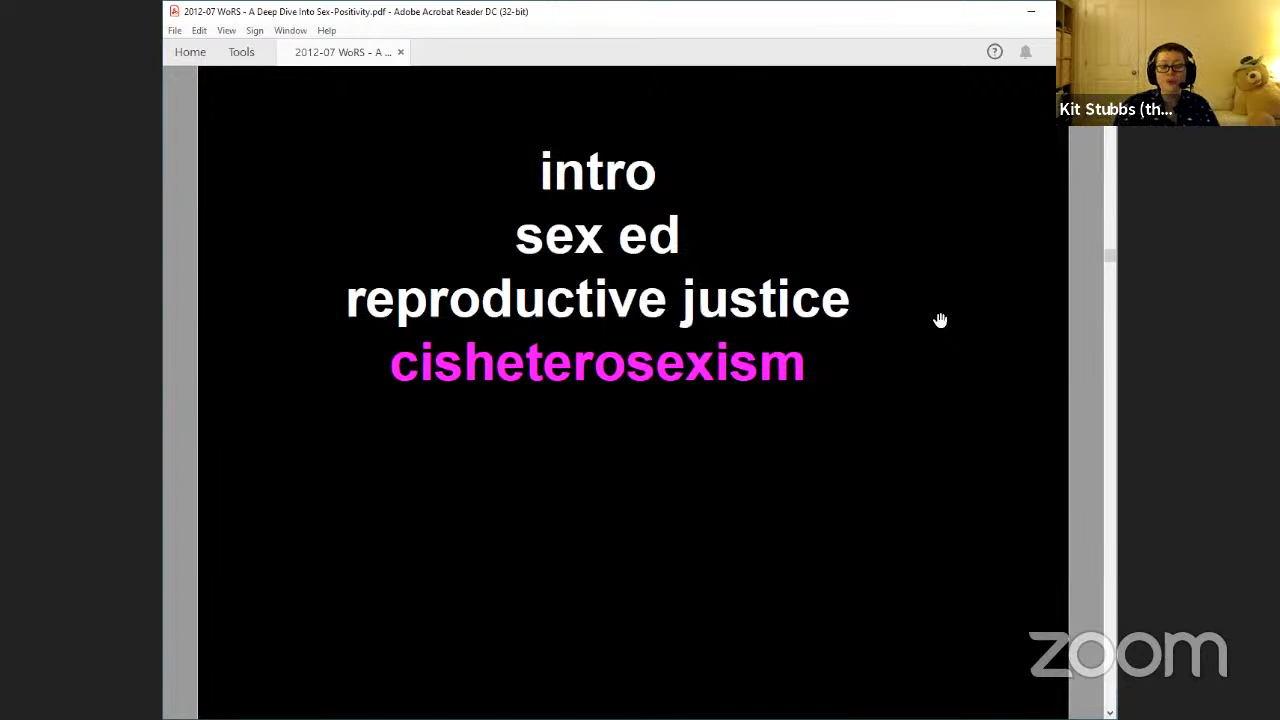 2012-07 WoRS - A Deep Dive Into Sex-Positivity.pdf - Adobe Acrobat Reader DC (32-bit)
File Edit View Sign Window Help
Home Tools 2012-07 WoRS - A ... ×
Kit Stubbs (th...
intro
sex ed
reproductive justice
cisheterosexism
zoom